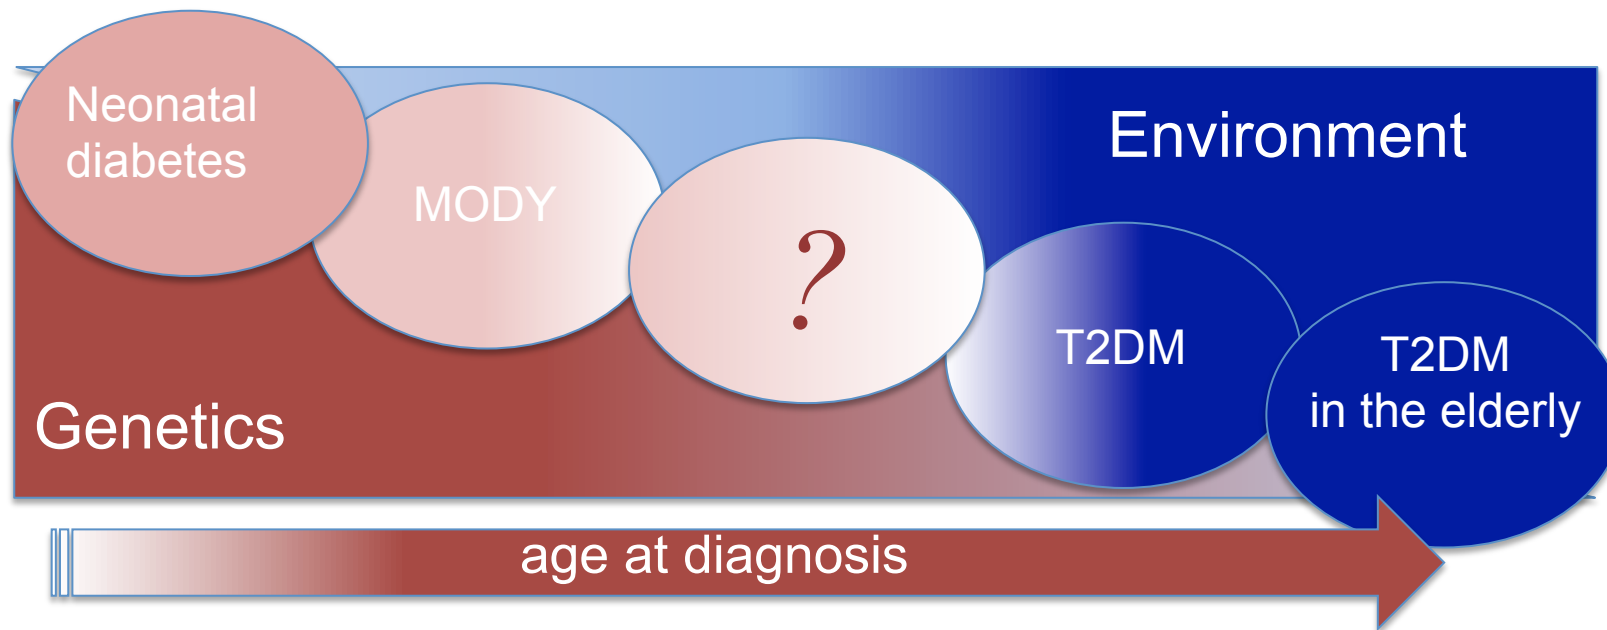 Neonatal
diabetes
MODY
?
Environment
T2DM
T2DM
in the elderly
Genetics
age at diagnosis